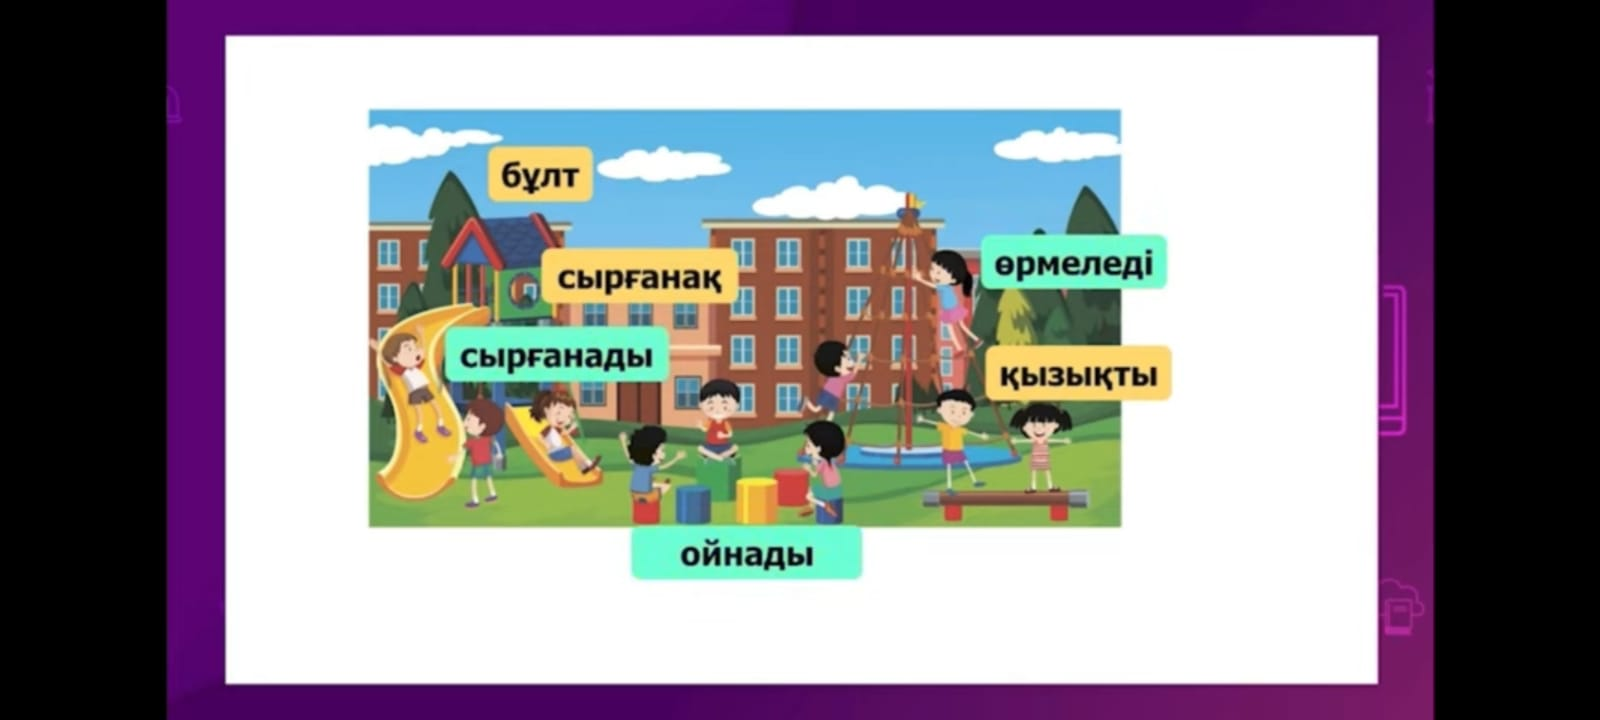 бұлт
сырғанақ
өрмеледі
сырғанады
қызықты
ойнады